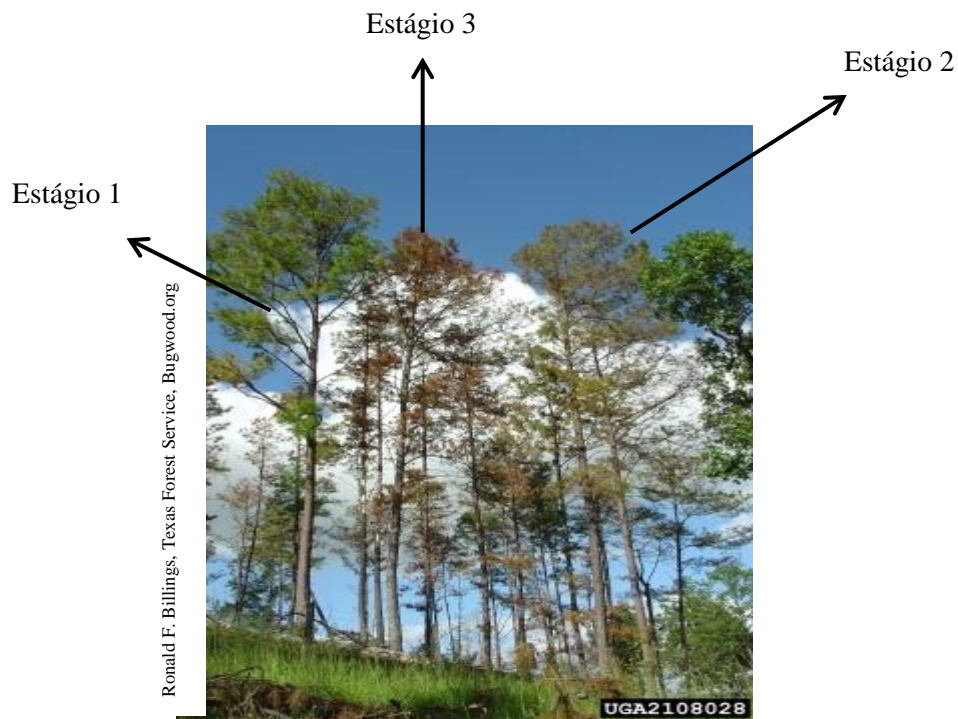 Estágio 3
Estágio 2
Estágio 1
Ronald F. Billings, Texas Forest Service, Bugwood.org
UGA2108028